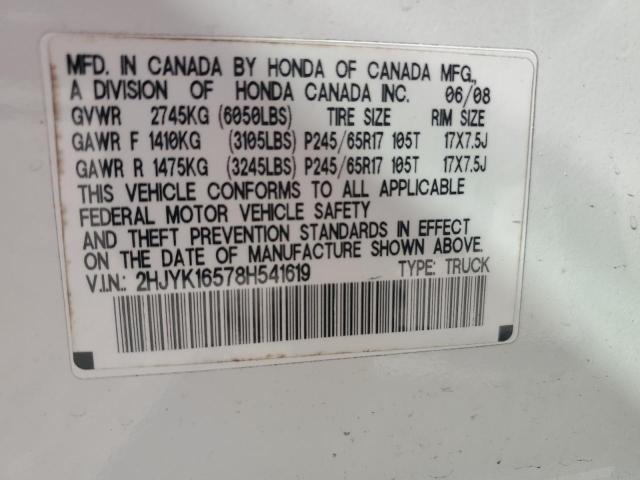 MFD. IN CANADA BY HONDA OF CANADA MFG.,
A DIVISION OF HONDA CANADA INC. 06/08
GVWR 2745KG (6050LBS) TIRE SIZE RIM SIZE
GAWR F 1410KG (3105LBS) P245/65R17 105T 17X7.5J
GAWR R 1475KG (3245LBS) P245/65R17 105T 17X7.5J
THIS VEHICLE CONFORMS TO ALL APPLICABLE
FEDERAL MOTOR VEHICLE SAFETY
AND THEFT PREVENTION STANDARDS IN EFFECT
ON THE DATE OF MANUFACTURE SHOWN ABOVE.
V.I.N.: 2HJYK16578H541619 TYPE: TRUCK